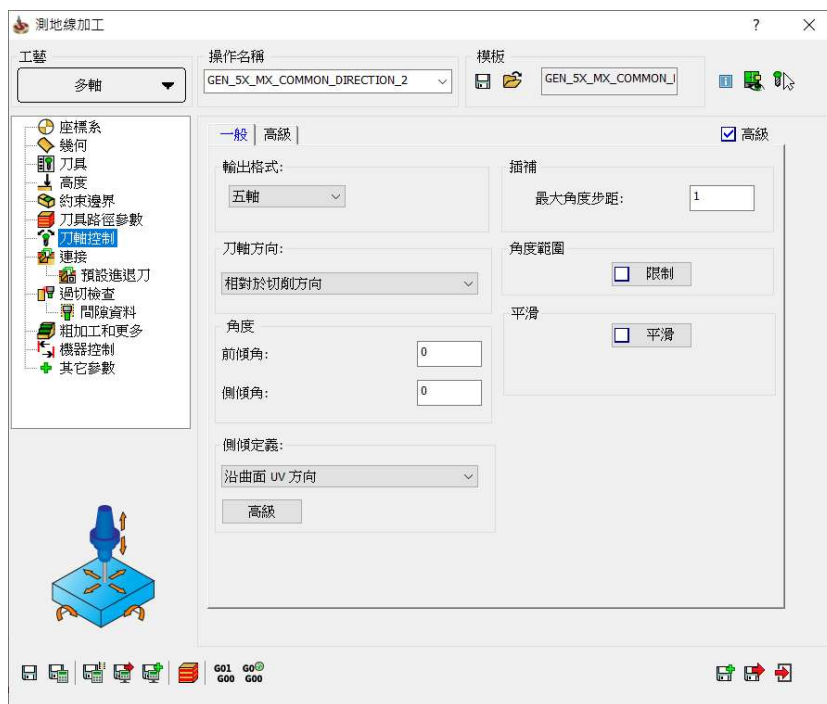 測地線加工
工藝
多軸
操作名稱
GEN_5X_MX_COMMON_DIRECTION_2
模板
GEN_5X_MX_COMMON_I
座標系
幾何
刀具
高度
約束邊界
刀具路徑參數
刀軸控制
連接
預設進退刀
過切檢查
間隙資料
粗加工和更多
機器控制
其它參數
一般
高級
高級
輸出格式:
五軸
刀軸方向:
相對於切削方向
角度
前傾角:
0
側傾角:
0
側傾定義:
沿曲面 UV 方向
高級
插補
最大角度步距:
1
角度範圍
限制
平滑
平滑
G01
G00
G0
G00